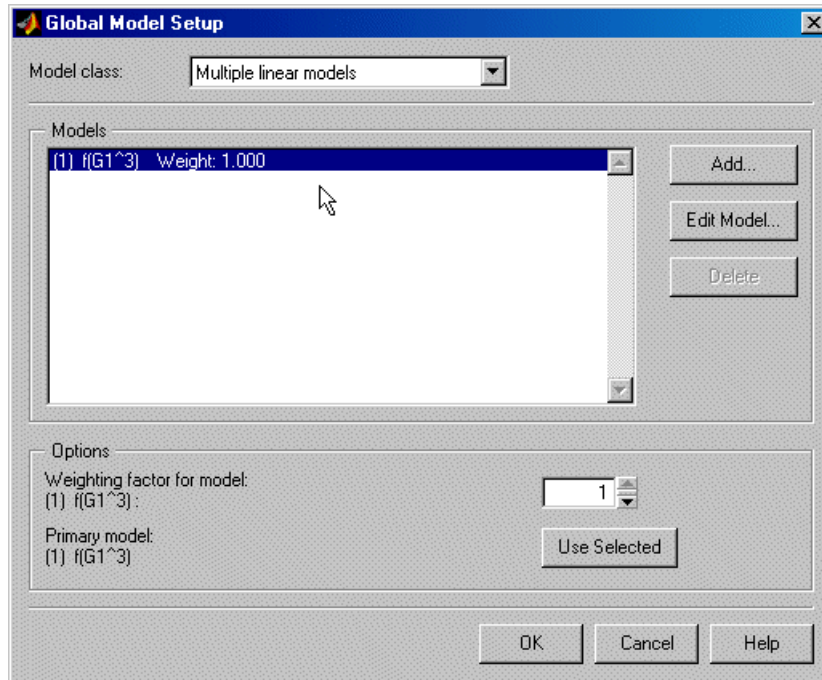 Global Model Setup
Model class: Multiple linear models
Models
(1) f(G1^3) Weight: 1.000
Add...
Edit Model...
Delete
Options
Weighting factor for model:
(1) f(G1^3) :
1
Primary model:
(1) f(G1^3)
Use Selected
OK Cancel Help